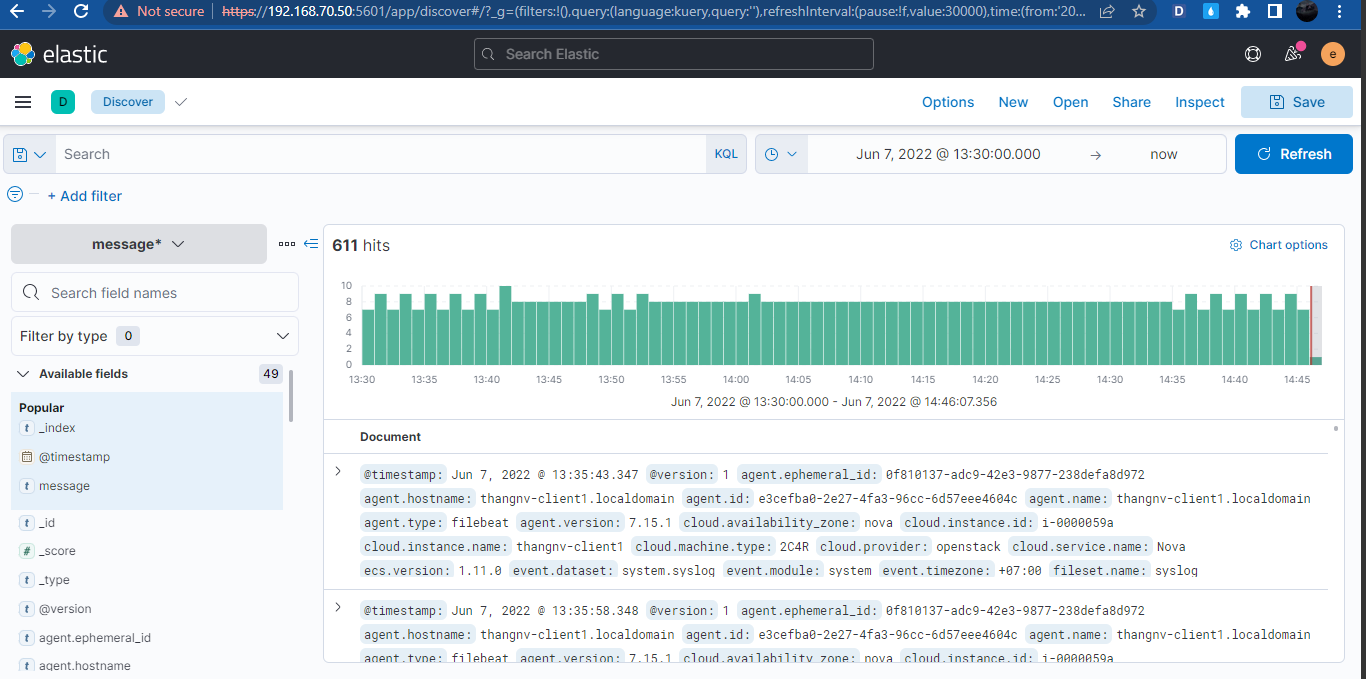 Not secure | https://192.168.70.50:5601/app/discover#/?_g=(filters:!(),query:(language:kuery,query:''),refreshInterval:(pause:!f,value:30000),time:(from:'20...
D
elastic
Search Elastic
e
D
Discover
Options
New
Open
Share
Inspect
Save
Search
KQL
Jun 7, 2022 @ 13:30:00.000 → now
Refresh
+ Add filter
message*
611 hits
Chart options
Search field names
Filter by type 0
Available fields 49
Popular
t _index
@timestamp
t message
t _id
# _score
t _type
t @version
t agent.ephemeral_id
t agent.hostname
10
8
6
4
2
0
13:30 13:35 13:40 13:45 13:50 13:55 14:00 14:05 14:10 14:15 14:20 14:25 14:30 14:35 14:40 14:45
Jun 7, 2022 @ 13:30:00.000 - Jun 7, 2022 @ 14:46:07.356
Document
@timestamp: Jun 7, 2022 @ 13:35:43.347 @version: 1 agent.ephemeral_id: 0f810137-adc9-42e3-9877-238defa8d972
agent.hostname: thangnv-client1.localdomain agent.id: e3cefba0-2e27-4fa3-96cc-6d57eee4604c agent.name: thangnv-client1.localdomain
agent.type: filebeat agent.version: 7.15.1 cloud.availability_zone: nova cloud.instance.id: i-0000059a
cloud.instance.name: thangnv-client1 cloud.machine.type: 2C4R cloud.provider: openstack cloud.service.name: Nova
ecs.version: 1.11.0 event.dataset: system.syslog event.module: system event.timezone: +07:00 fileset.name: syslog
@timestamp: Jun 7, 2022 @ 13:35:58.348 @version: 1 agent.ephemeral_id: 0f810137-adc9-42e3-9877-238defa8d972
agent.hostname: thangnv-client1.localdomain agent.id: e3cefba0-2e27-4fa3-96cc-6d57eee4604c agent.name: thangnv-client1.localdomain
agent.type: filebeat agent.version: 7.15.1 cloud.availability_zone: nova cloud.instance.id: i-0000059a